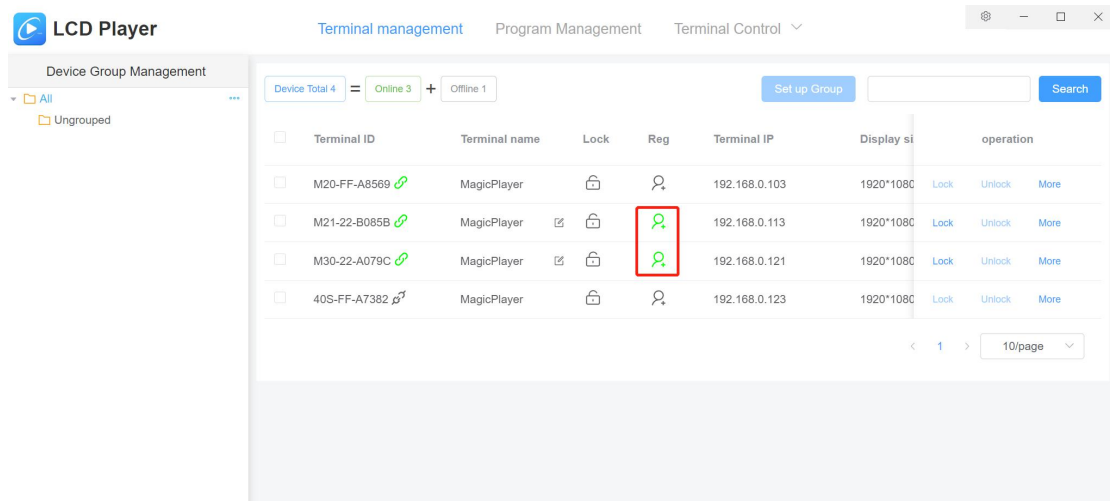 LCD Player
Terminal management Program Management Terminal Control
Device Group Management
All
Ungrouped
Device Total 4 = Online 3 + Offline 1 Set up Group Search
Terminal ID Terminal name Lock Reg Terminal IP Display si operation
M20-FF-A8569 MagicPlayer 192.168.0.103 1920*1080 Lock Unlock More
M21-22-B085B MagicPlayer 192.168.0.113 1920*1080 Lock Unlock More
M30-22-A079C MagicPlayer 192.168.0.121 1920*1080 Lock Unlock More
40S-FF-A7382 MagicPlayer 192.168.0.123 1920*1080 Lock Unlock More
< 1 > 10/page